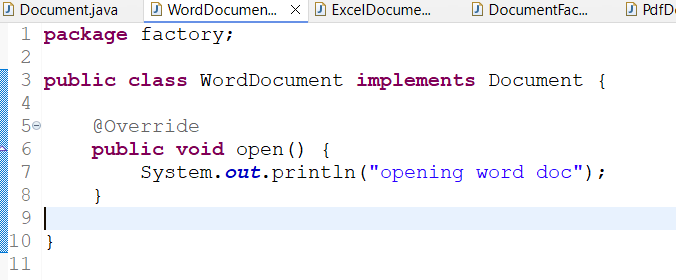 Document.java WordDocumen... ExcelDocume... DocumentFac...
1 package factory;
2
3 public class WordDocument implements Document {
4
5 @Override
6 public void open() {
7 System.out.println("opening word doc");
8 }
9
10 }
11